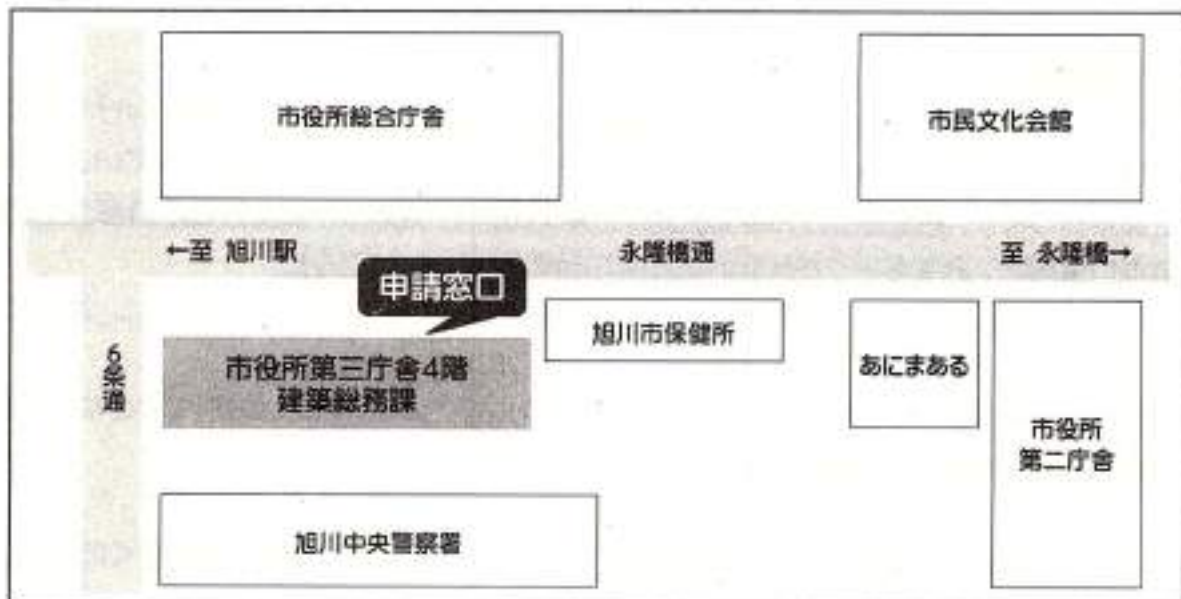 市役所総合庁舎
市民文化会館
←至 旭川駅
永隆橋通
至 永隆橋→
申請窓口
6条通
市役所第三庁舎4階
建築総務課
旭川市保健所
あにまある
市役所
第二庁舎
旭川中央警察署